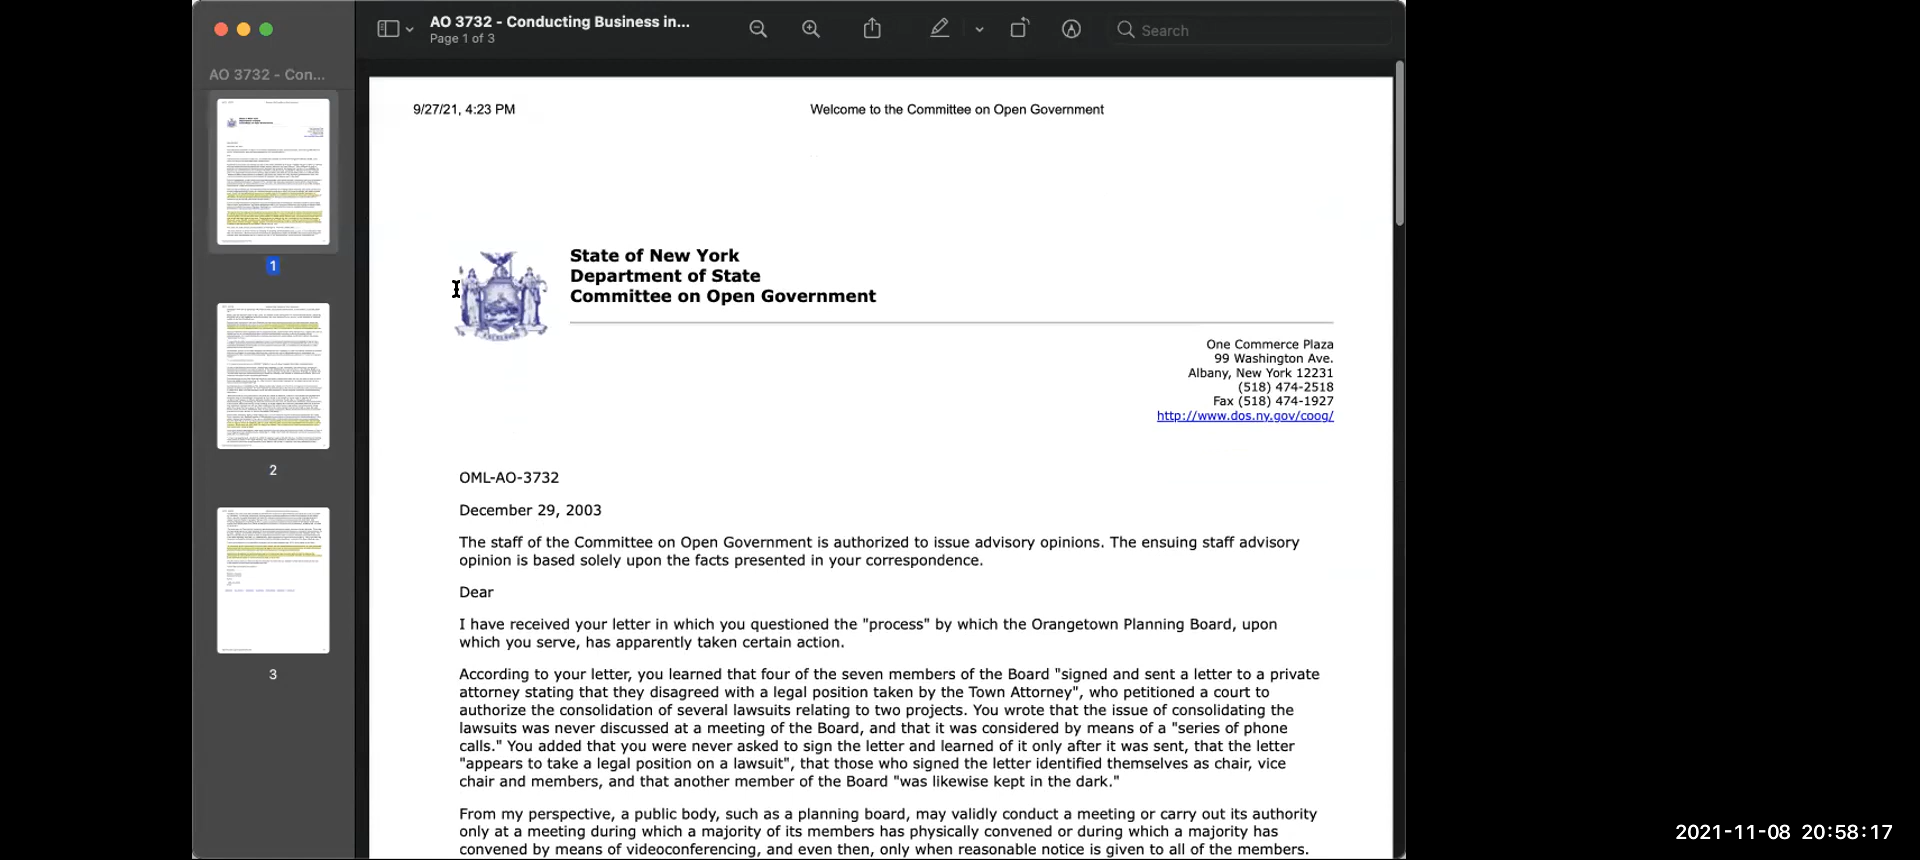 AO 3732 - Conducting Business in...
Page 1 of 3
Search
AO 3732 - Con...
1
2
3
9/27/21, 4:23 PM
Welcome to the Committee on Open Government
State of New York
Department of State
Committee on Open Government
One Commerce Plaza
99 Washington Ave.
Albany, New York 12231
(518) 474-2518
Fax (518) 474-1927
http://www.dos.ny.gov/coog/
OML-AO-3732
December 29, 2003
The staff of the Committee on Open Government is authorized to issue advisory opinions. The ensuing staff advisory
opinion is based solely upon the facts presented in your correspondence.
Dear
I have received your letter in which you questioned the "process" by which the Orangetown Planning Board, upon
which you serve, has apparently taken certain action.
According to your letter, you learned that four of the seven members of the Board "signed and sent a letter to a private
attorney stating that they disagreed with a legal position taken by the Town Attorney", who petitioned a court to
authorize the consolidation of several lawsuits relating to two projects. You wrote that the issue of consolidating the
lawsuits was never discussed at a meeting of the Board, and that it was considered by means of a "series of phone
calls." You added that you were never asked to sign the letter and learned of it only after it was sent, that the letter
"appears to take a legal position on a lawsuit", that those who signed the letter identified themselves as chair, vice
chair and members, and that another member of the Board "was likewise kept in the dark."
From my perspective, a public body, such as a planning board, may validly conduct a meeting or carry out its authority
only at a meeting during which a majority of its members has physically convened or during which a majority has
convened by means of videoconferencing, and even then, only when reasonable notice is given to all of the members.
2021-11-08 20:58:17